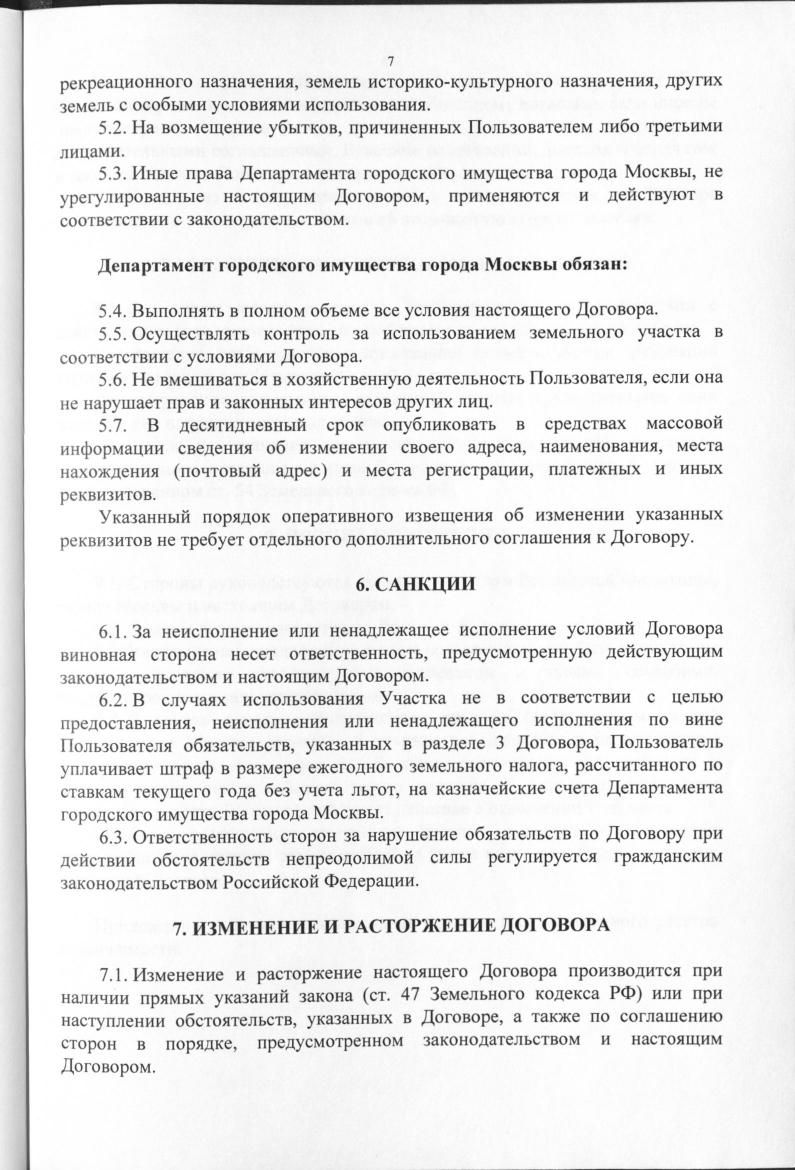 7
рекреационного назначения, земель историко-культурного назначения, других
земель с особыми условиями использования.
5.2. На возмещение убытков, причиненных Пользователем либо третьими
лицами.
5.3. Иные права Департамента городского имущества города Москвы, не
урегулированные настоящим Договором, применяются и действуют в
соответствии с законодательством.
Департамент городского имущества города Москвы обязан:
5.4. Выполнять в полном объеме все условия настоящего Договора.
5.5. Осуществлять контроль за использованием земельного участка в
соответствии с условиями Договора.
5.6. Не вмешиваться в хозяйственную деятельность Пользователя, если она
не нарушает прав и законных интересов других лиц.
5.7. В десятидневный срок опубликовать в средствах массовой
информации сведения об изменении своего адреса, наименования, места
нахождения (почтовый адрес) и места регистрации, платежных и иных
реквизитов.
Указанный порядок оперативного извещения об изменении указанных
реквизитов не требует отдельного дополнительного соглашения к Договору.
6. САНКЦИИ
6.1. За неисполнение или ненадлежащее исполнение условий Договора
виновная сторона несет ответственность, предусмотренную действующим
законодательством и настоящим Договором.
6.2. В случаях использования Участка не в соответствии с целью
предоставления, неисполнения или ненадлежащего исполнения по вине
Пользователя обязательств, указанных в разделе 3 Договора, Пользователь
уплачивает штраф в размере ежегодного земельного налога, рассчитанного по
ставкам текущего года без учета льгот, на казначейские счета Департамента
городского имущества города Москвы.
6.3. Ответственность сторон за нарушение обязательств по Договору при
действии обстоятельств непреодолимой силы регулируется гражданским
законодательством Российской Федерации.
7. ИЗМЕНЕНИЕ И РАСТОРЖЕНИЕ ДОГОВОРА
7.1. Изменение и расторжение настоящего Договора производится при
наличии прямых указаний закона (ст. 47 Земельного кодекса РФ) или при
наступлении обстоятельств, указанных в Договоре, а также по соглашению
сторон в порядке, предусмотренном законодательством и настоящим
Договором.